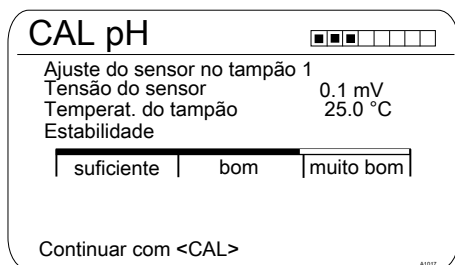 CAL pH
Ajuste do sensor no tampão 1
Tensão do sensor 0.1 mV
Temperat. do tampão 25.0 °C
Estabilidade
suficiente bom muito bom
Continuar com <CAL>
A1017